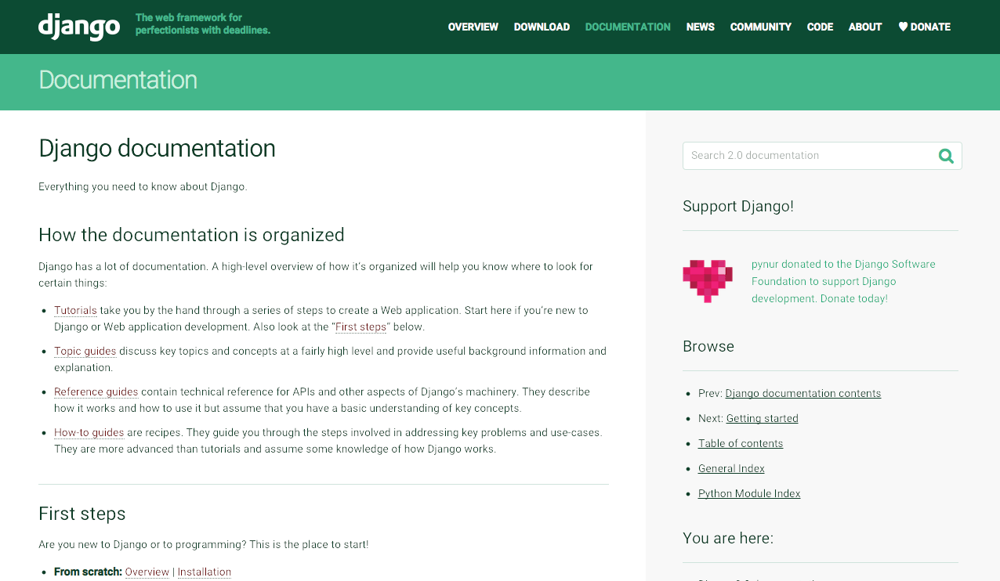 django
The web framework for
perfectionists with deadlines.
OVERVIEW DOWNLOAD DOCUMENTATION NEWS COMMUNITY CODE ABOUT ♥ DONATE
Documentation
Django documentation
Everything you need to know about Django.
How the documentation is organized
Django has a lot of documentation. A high-level overview of how it’s organized will help you know where to look for
certain things:
• Tutorials take you by the hand through a series of steps to create a Web application. Start here if you’re new to
Django or Web application development. Also look at the “First steps” below.
• Topic guides discuss key topics and concepts at a fairly high level and provide useful background information and
explanation.
• Reference guides contain technical reference for APIs and other aspects of Django’s machinery. They describe
how it works and how to use it but assume that you have a basic understanding of key concepts.
• How-to guides are recipes. They guide you through the steps involved in addressing key problems and use-cases.
They are more advanced than tutorials and assume some knowledge of how Django works.
First steps
Are you new to Django or to programming? This is the place to start!
• From scratch: Overview | Installation
Search 2.0 documentation
Support Django!
pynur donated to the Django Software
Foundation to support Django
development. Donate today!
Browse
• Prev: Django documentation contents
• Next: Getting started
• Table of contents
• General Index
• Python Module Index
You are here: